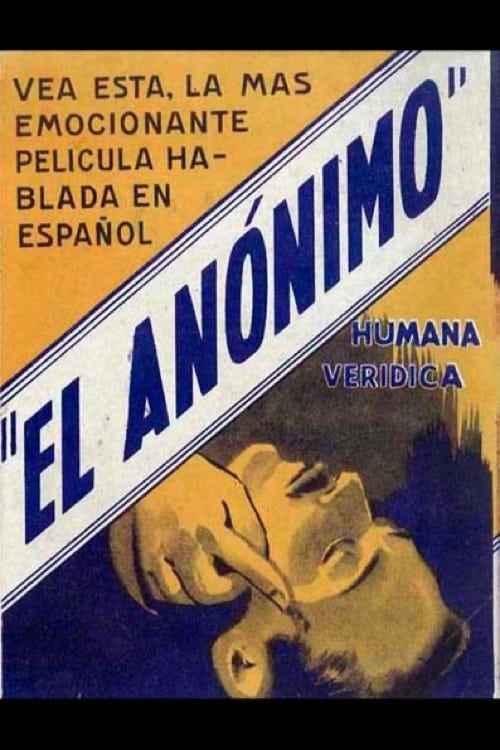 VEA ESTA, LA MAS
EMOCIONANTE
PELICULA HA-
BLADA EN
ESPAÑOL
"EL ANÓNIMO"
HUMANA
VERIDICA